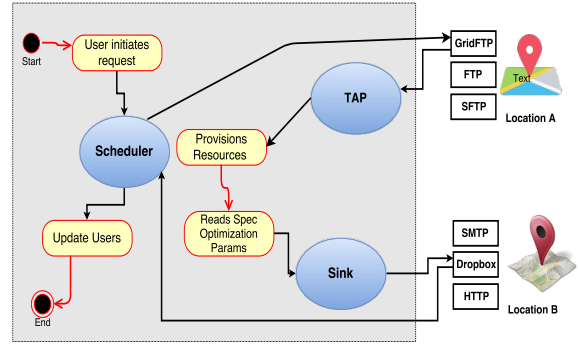 Start
User initiates
request
Scheduler
Update Users
End
Provisions
Resources
Reads Spec
Optimization
Params
TAP
Sink
GridFTP
FTP
SFTP
Text
Location A
SMTP
Dropbox
HTTP
Location B